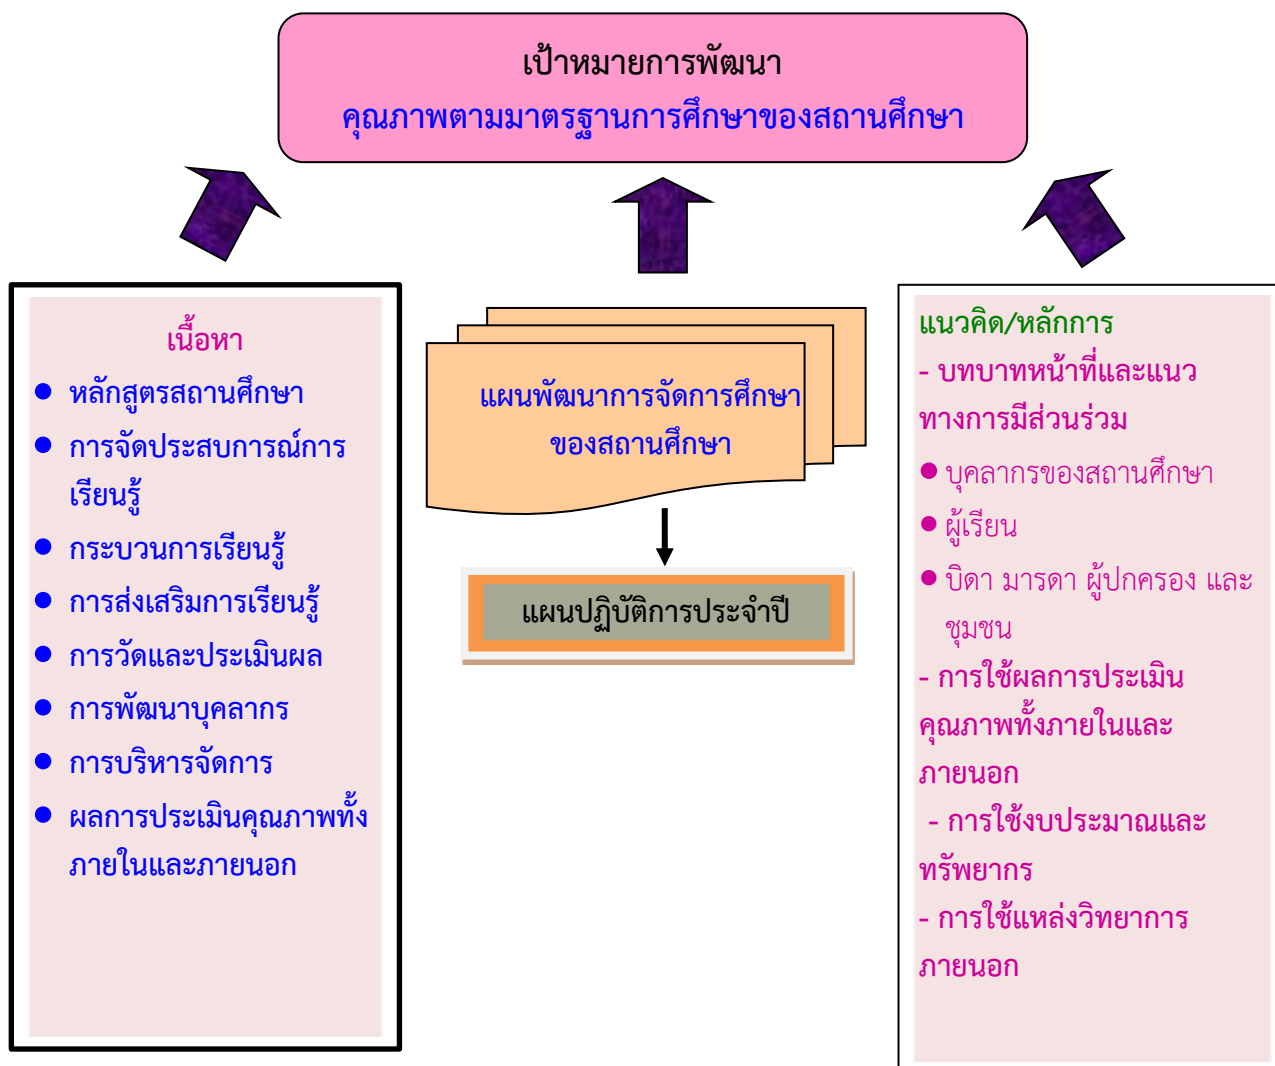 เป้าหมายการพัฒนา
คุณภาพตามมาตรฐานการศึกษาของสถานศึกษา
เนื้อหา
● หลักสูตรสถานศึกษา
● การจัดประสบการณ์การ
เรียนรู้
● กระบวนการเรียนรู้
● การส่งเสริมการเรียนรู้
● การวัดและประเมินผล
● การพัฒนาบุคลากร
● การบริหารจัดการ
● ผลการประเมินคุณภาพทั้ง
ภายในและภายนอก
แผนพัฒนาการจัดการศึกษา
ของสถานศึกษา
แผนปฏิบัติการประจำปี
แนวคิด/หลักการ
- บทบาทหน้าที่และแนว
ทางการมีส่วนร่วม
● บุคลากรของสถานศึกษา
● ผู้เรียน
● บิดา มารดา ผู้ปกครอง และ
ชุมชน
- การใช้ผลการประเมิน
คุณภาพทั้งภายในและ
ภายนอก
- การใช้งบประมาณและ
ทรัพยากร
- การใช้แหล่งวิทยาการ
ภายนอก